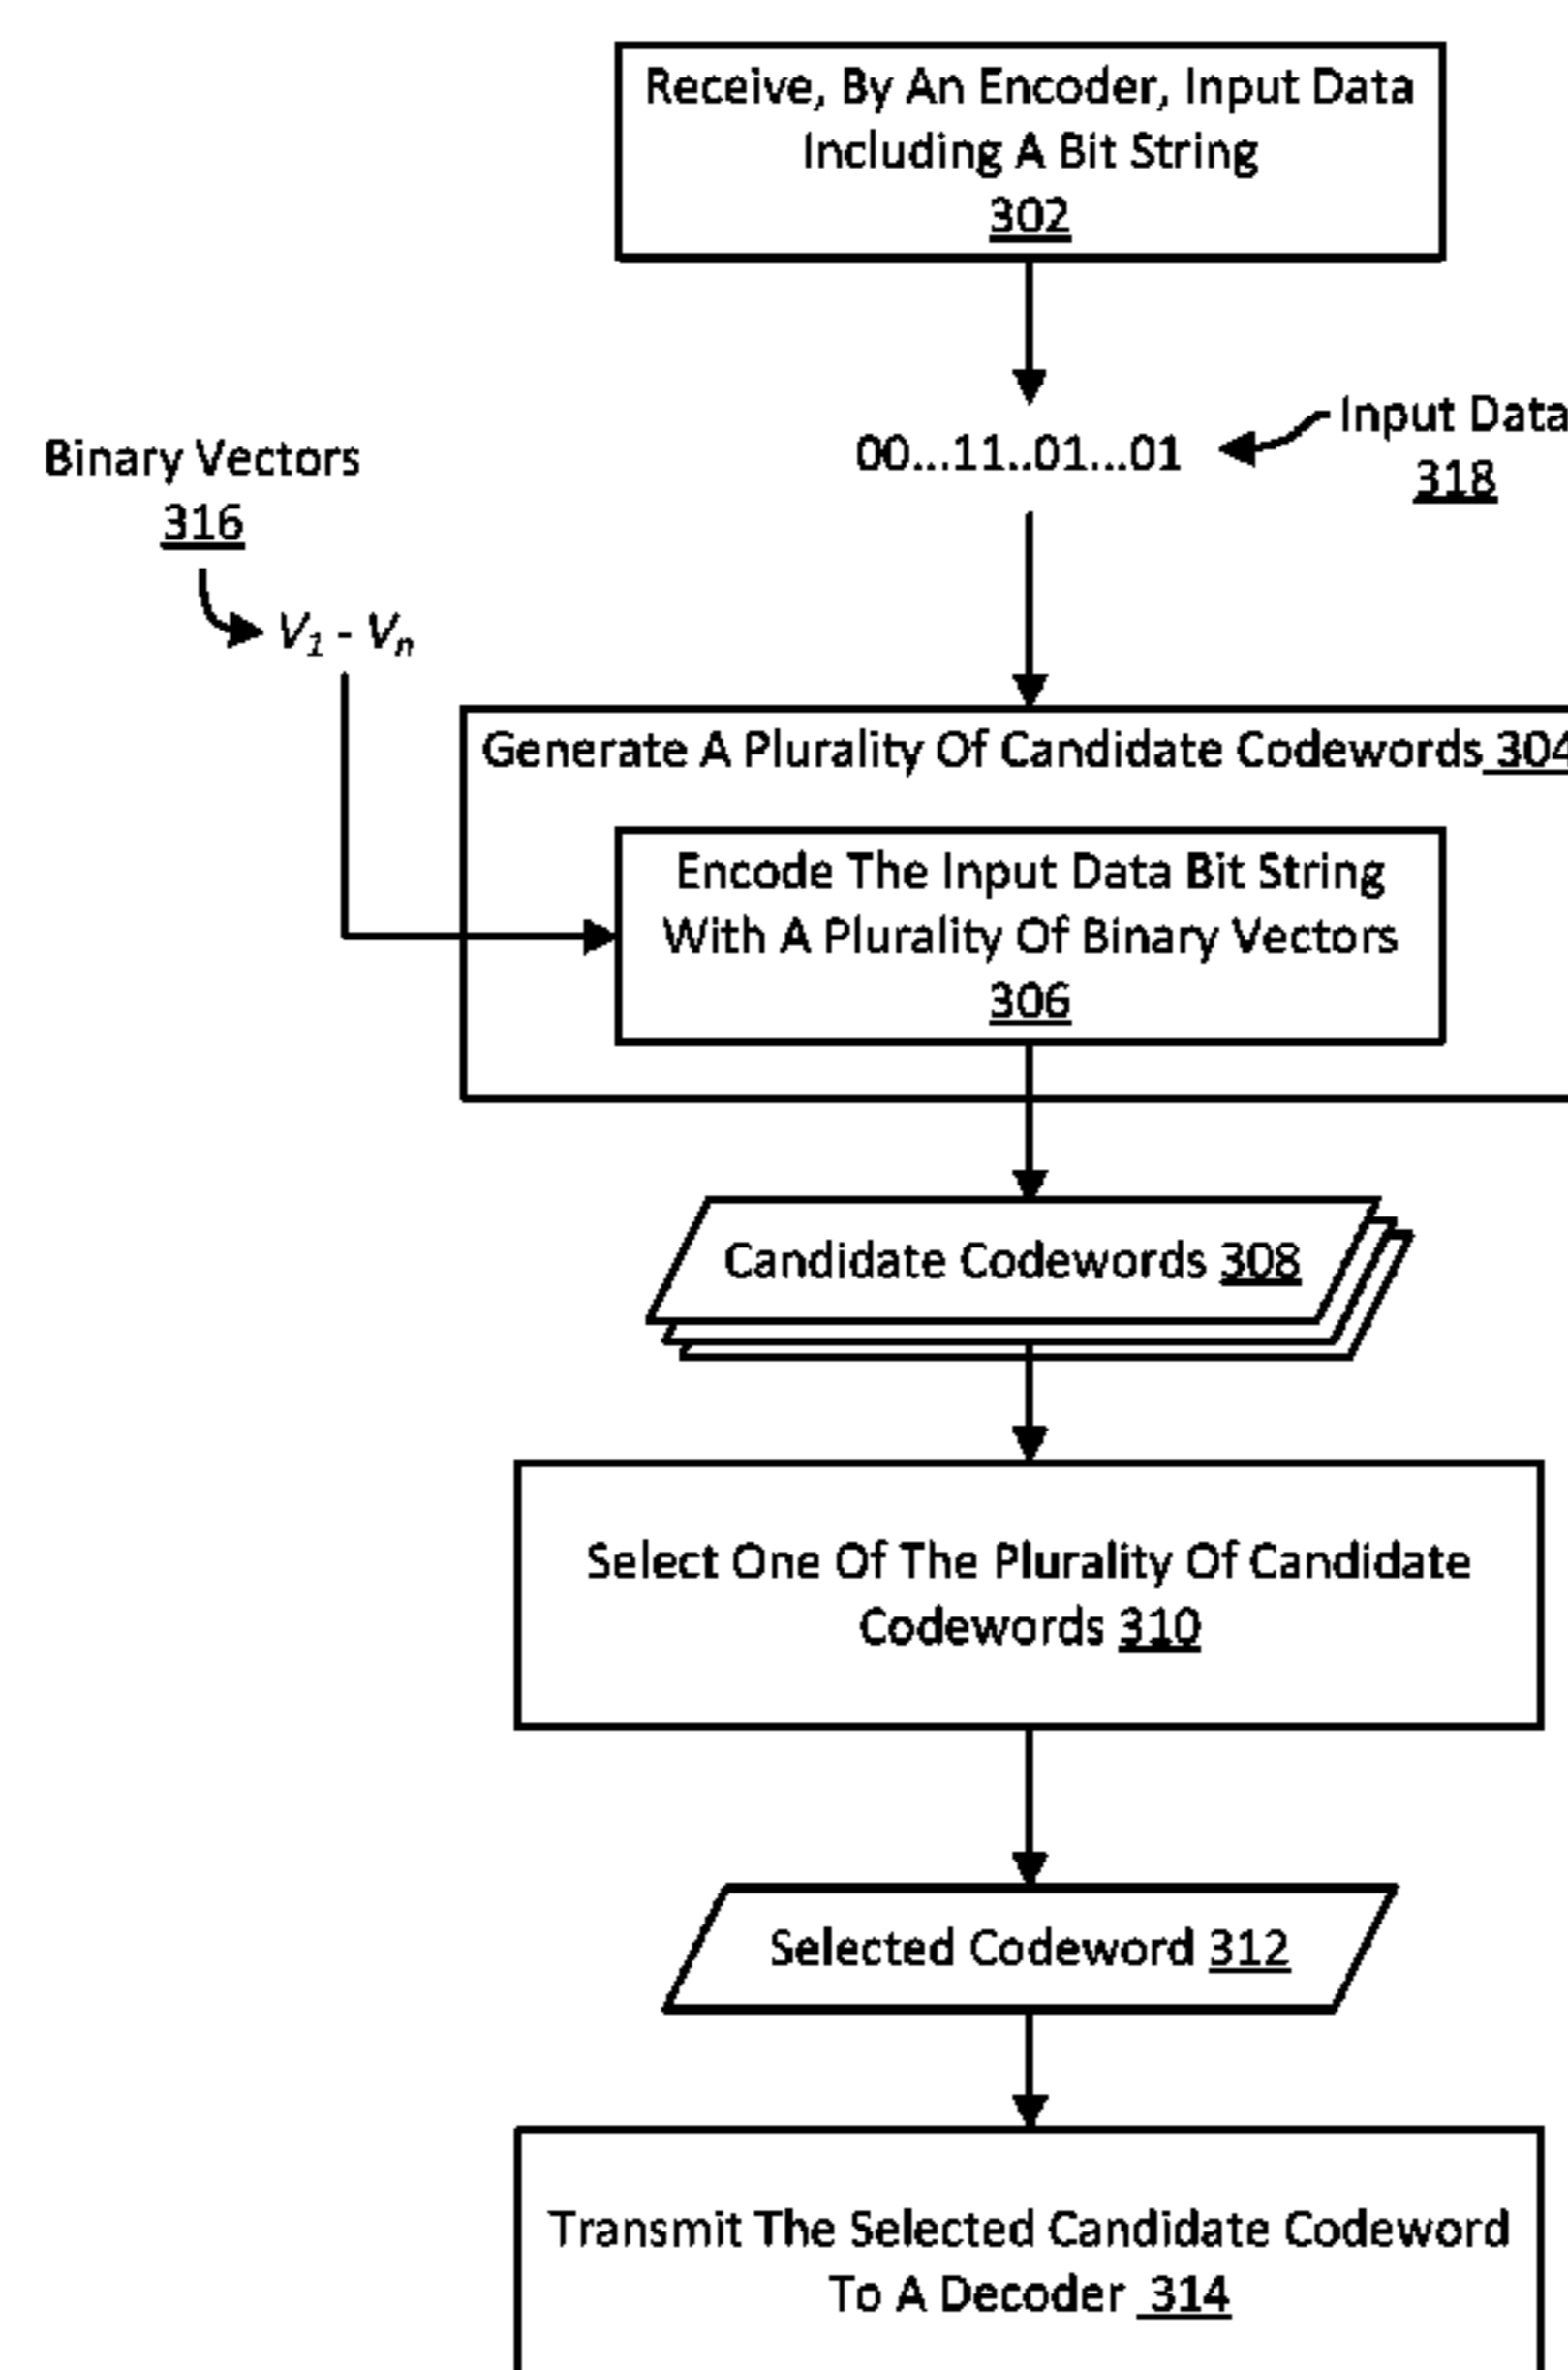 Receive, By An Encoder, Input Data
Including A Bit String
302
00...11..01...01
Input Data
318
Binary Vectors
316
V1 - Vn
Generate A Plurality Of Candidate Codewords 304
Encode The Input Data Bit String
With A Plurality Of Binary Vectors
306
Candidate Codewords 308
Select One Of The Plurality Of Candidate
Codewords 310
Selected Codeword 312
Transmit The Selected Candidate Codeword
To A Decoder 314